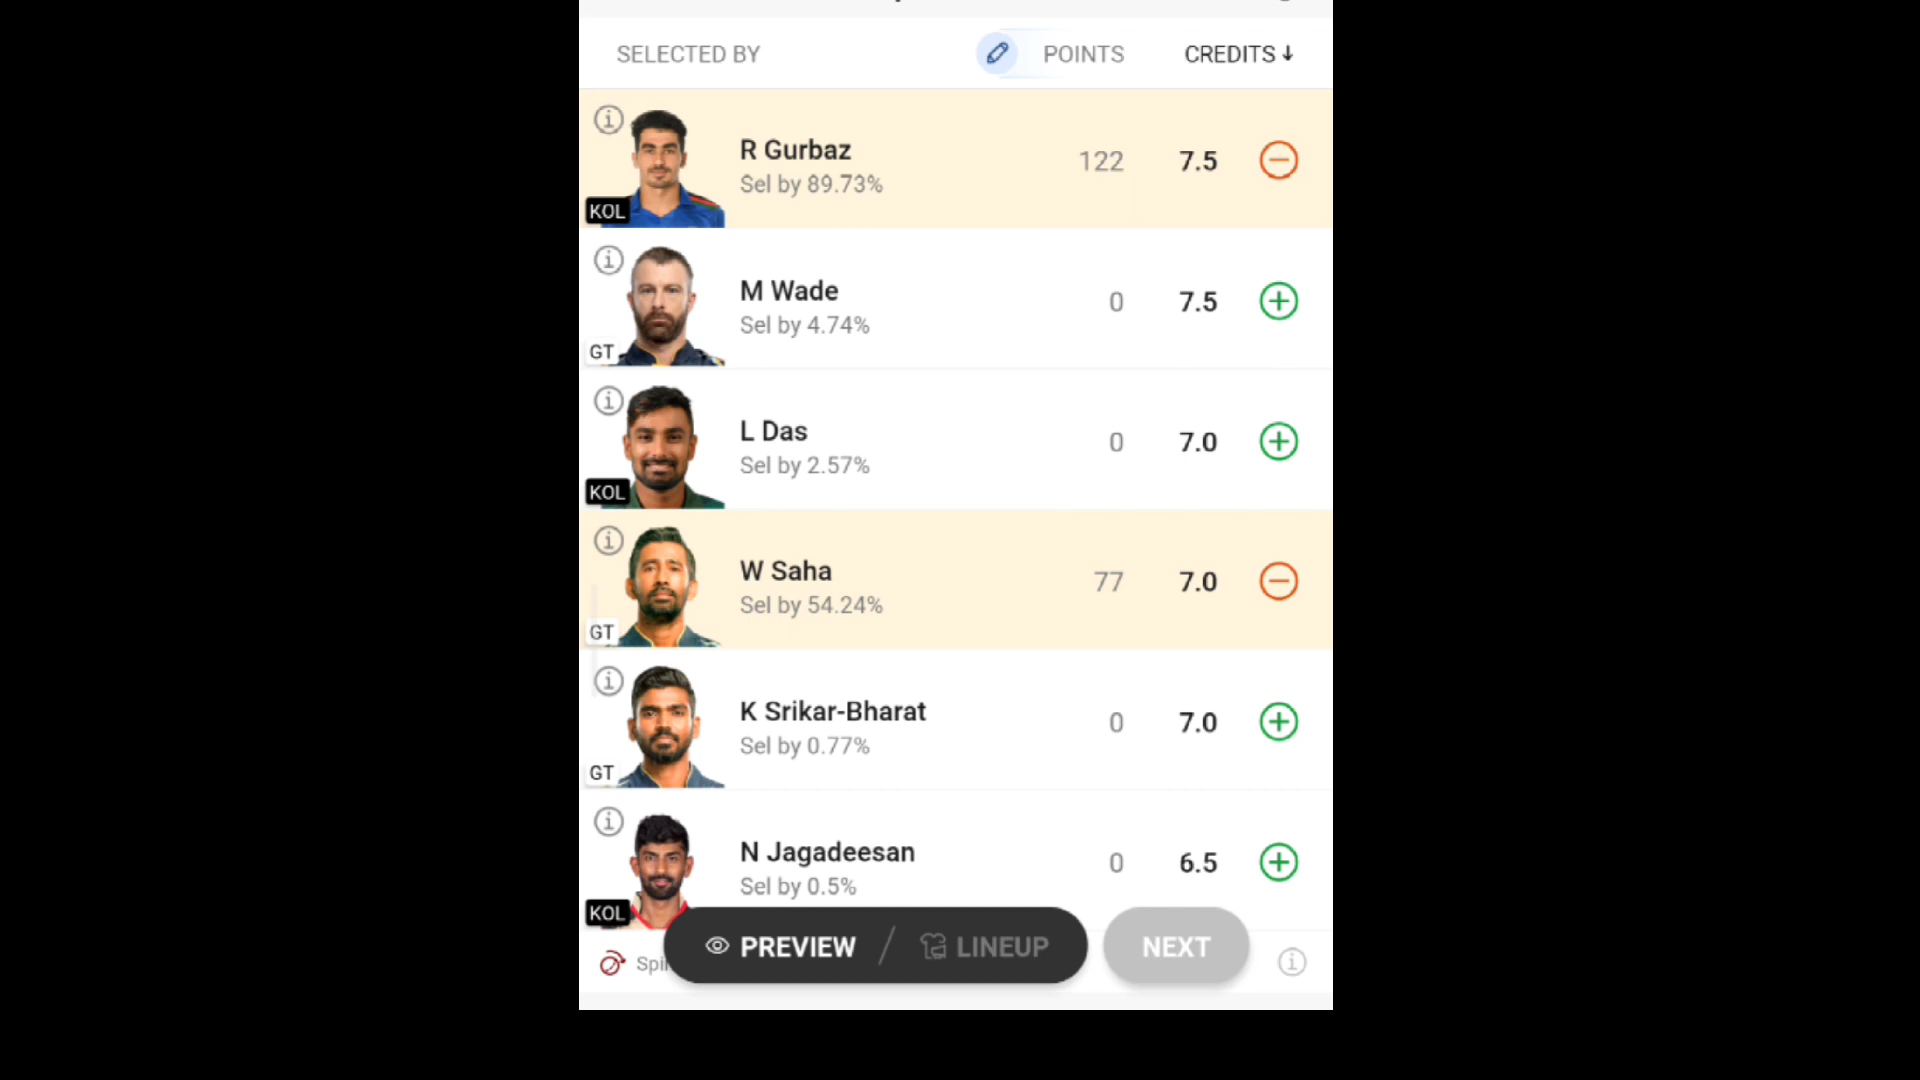 SELECTED BY POINTS CREDITS↓
R Gurbaz
Sel by 89.73%
122 7.5
KOL
M Wade
Sel by 4.74%
0 7.5
GT
L Das
Sel by 2.57%
0 7.0
KOL
W Saha
Sel by 54.24%
77 7.0
GT
K Srikar-Bharat
Sel by 0.77%
0 7.0
GT
N Jagadeesan
Sel by 0.5%
0 6.5
KOL
PREVIEW / LINEUP NEXT